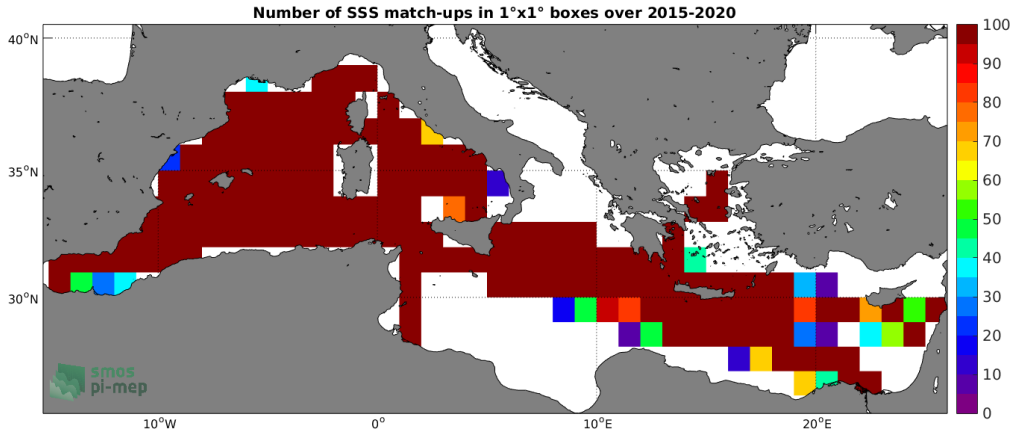 Number of SSS match-ups in 1°x1° boxes over 2015-2020
40°N
35°N
30°N
10°W
0°
10°E
20°E
100
90
80
70
60
50
40
30
20
10
0
smos
pi-mep